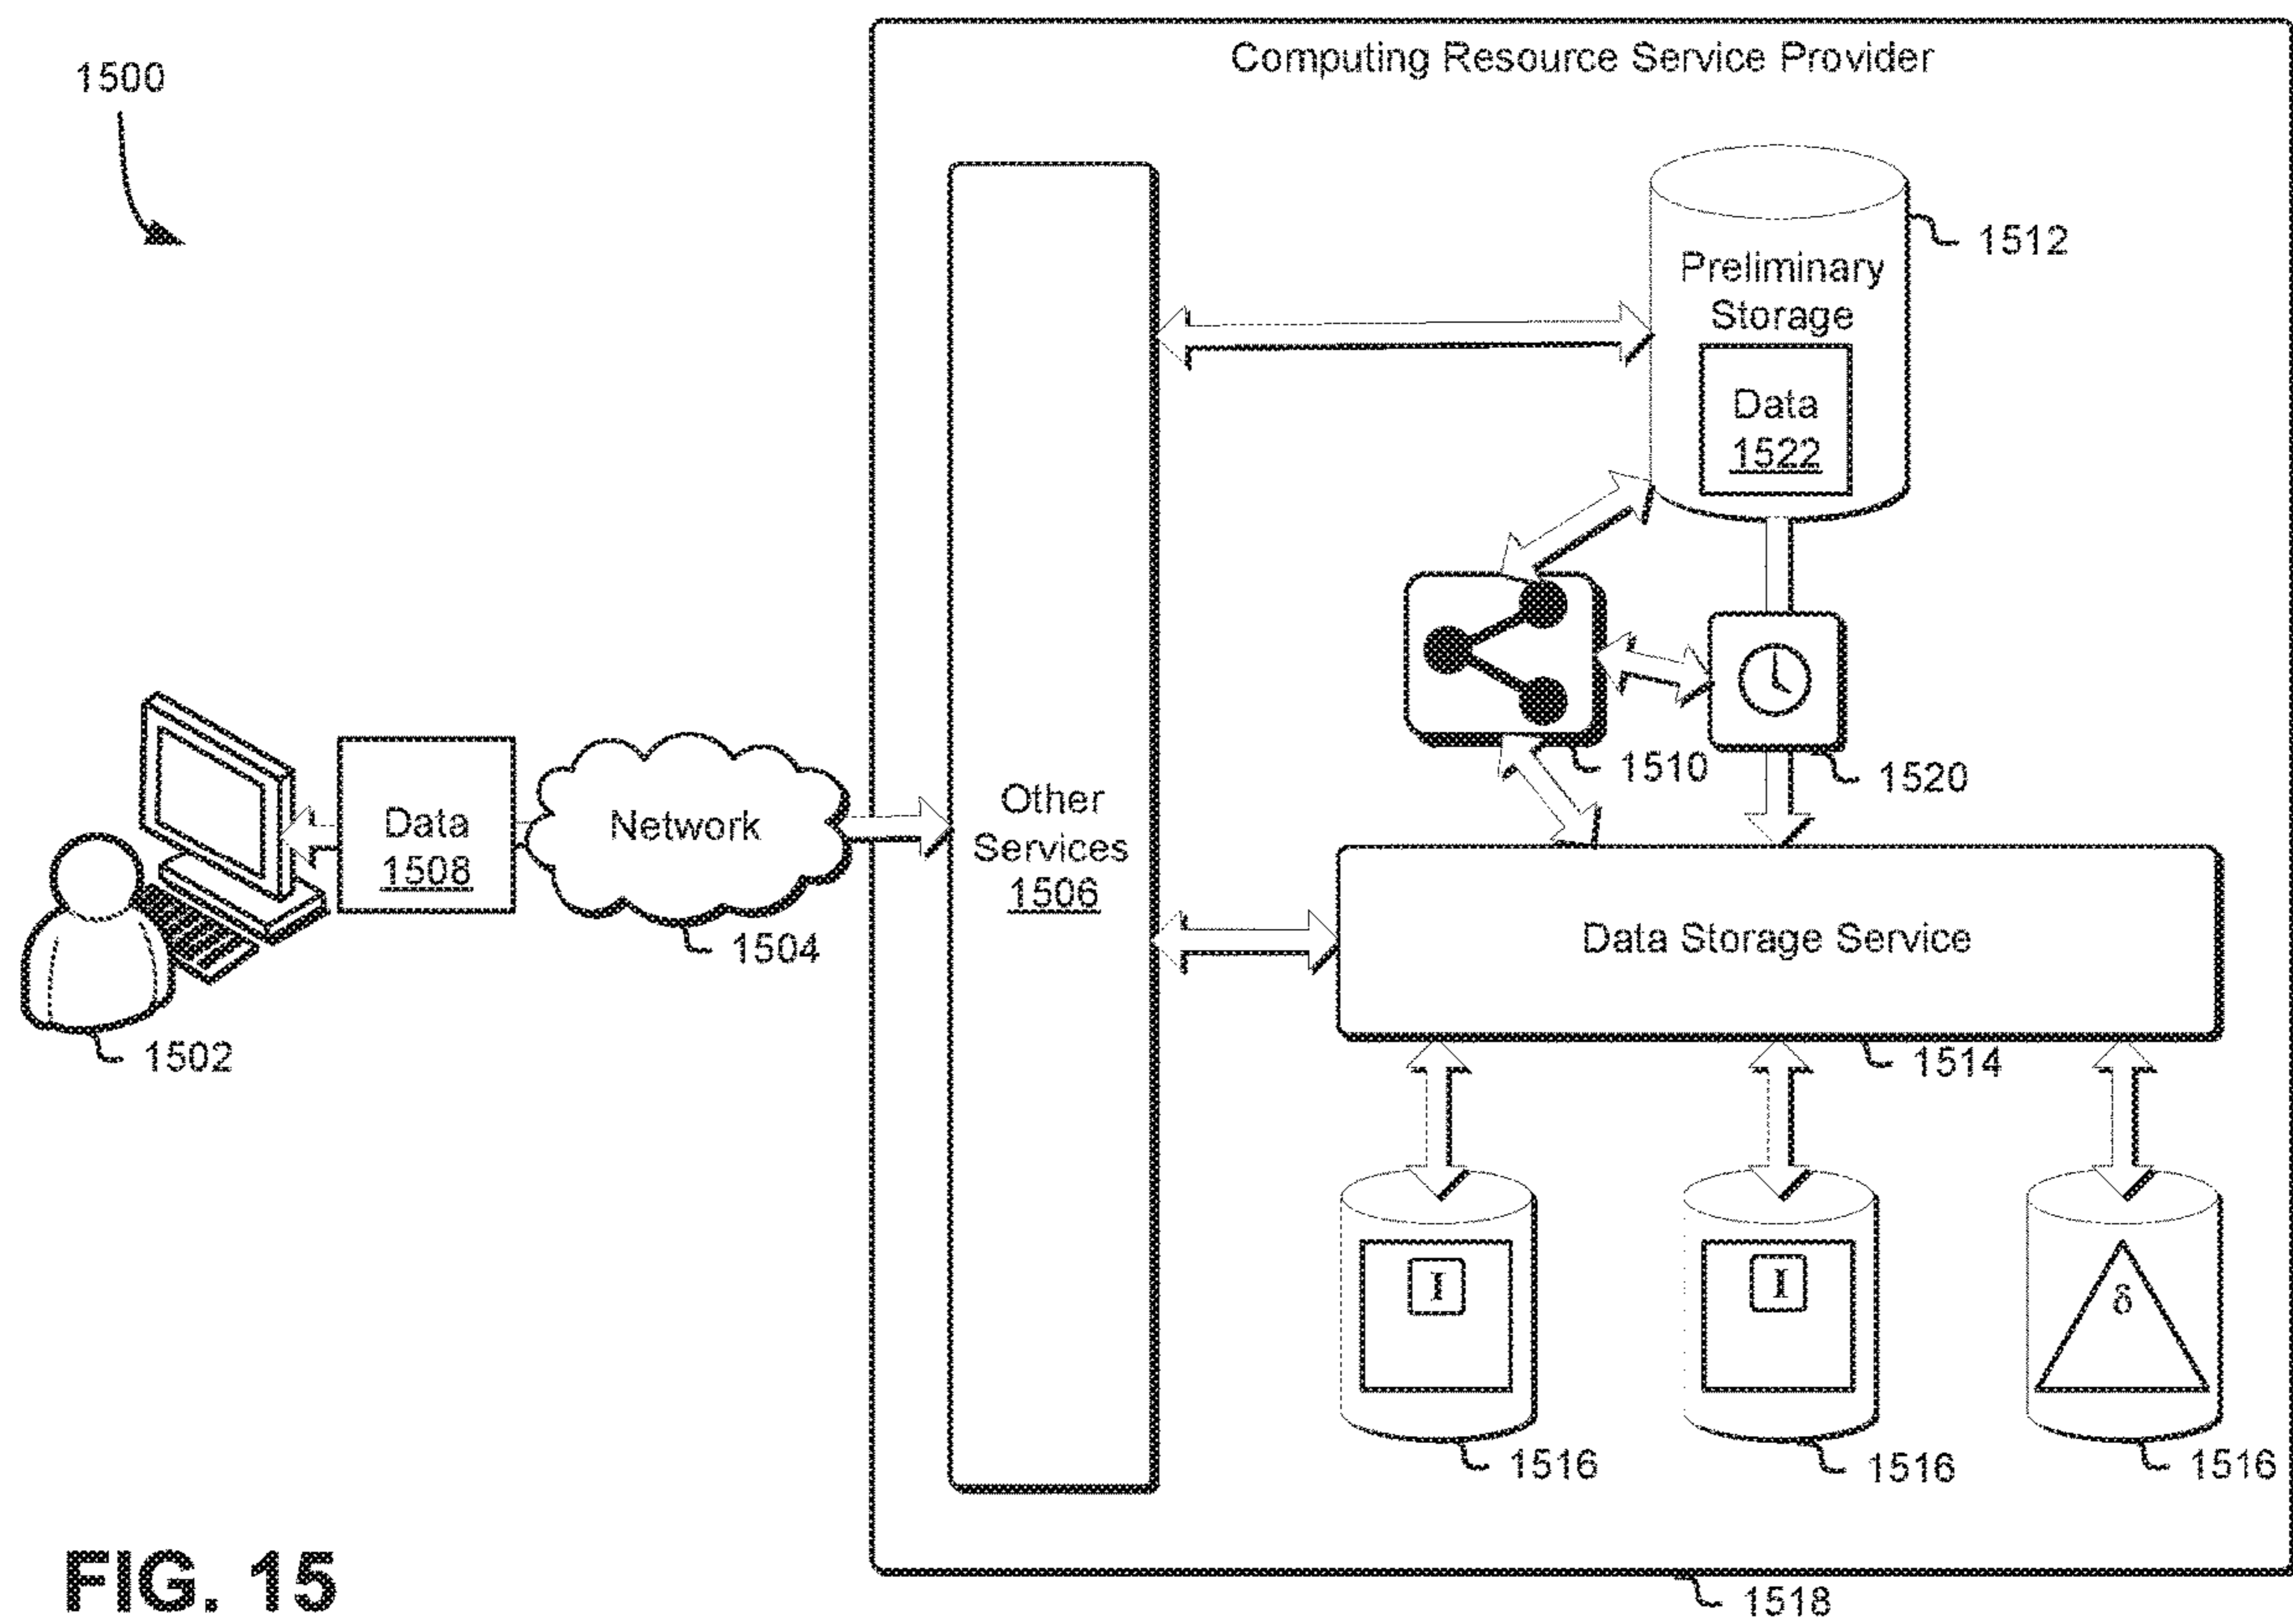 Computing Resource Service Provider
1500
1512
Preliminary
Storage
Data
1522
1510
1520
Other
Services
1506
Data
1508
Network
1504
1502
Data Storage Service
1514
I
I
δ
1516
1516
1516
1518
FIG. 15